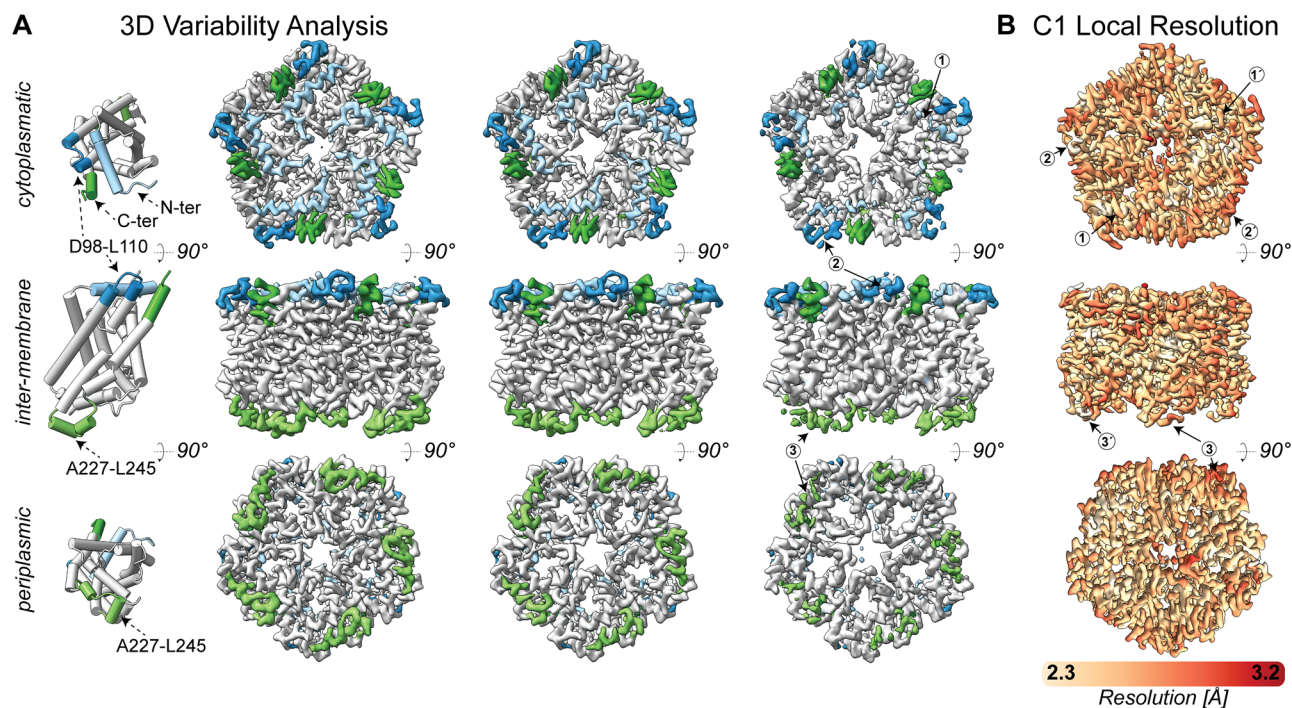 A 3D Variability Analysis
B C1 Local Resolution
cytoplasmatic
N-ter
C-ter
D98-L110
90°
90°
90°
90°
90°
1
2
1
1´
2
2´
inter-membrane
A227-L245
90°
90°
90°
90°
90°
3
3´
3
periplasmic
A227-L245
2.3
3.2
Resolution [Å]